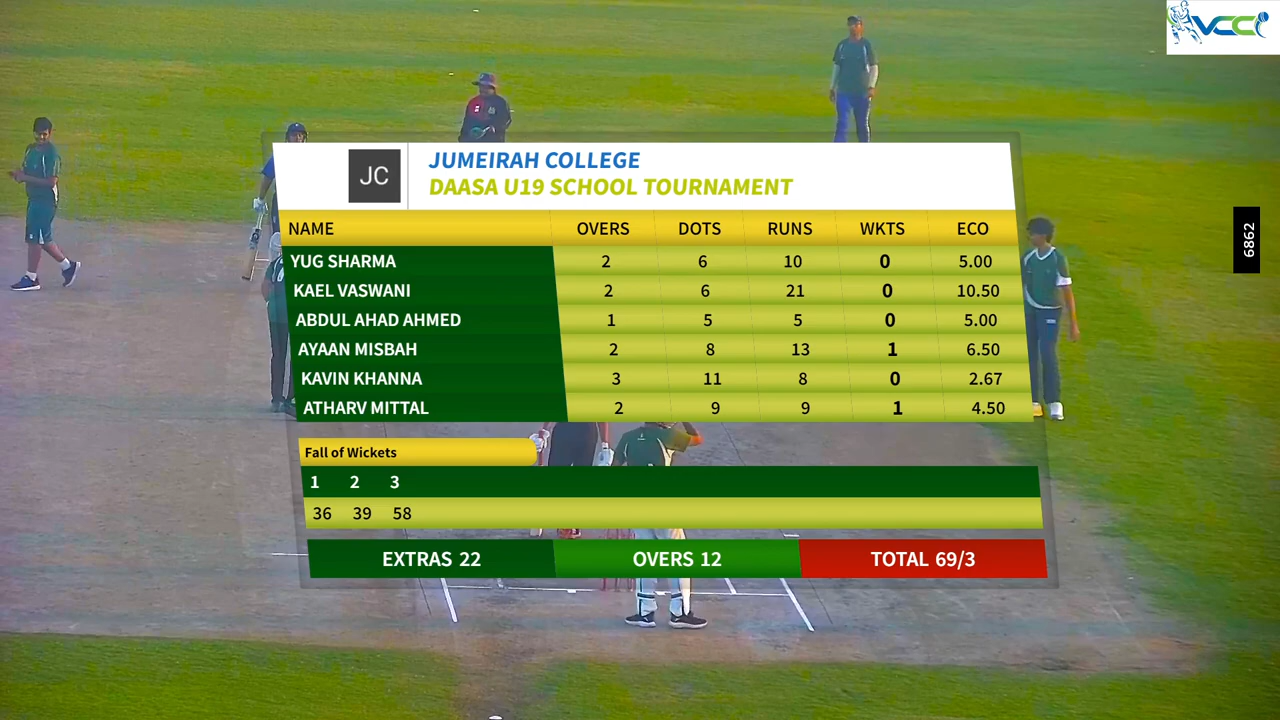 VCC
JC
JUMEIRAH COLLEGE
DAASA U19 SCHOOL TOURNAMENT
NAME OVERS DOTS RUNS WKTS ECO
YUG SHARMA 2 6 10 0 5.00
KAEL VASWANI 2 6 21 0 10.50
ABDUL AHAD AHMED 1 5 5 0 5.00
AYAAN MISBAH 2 8 13 1 6.50
KAVIN KHANNA 3 11 8 0 2.67
ATHARV MITTAL 2 9 9 1 4.50
Fall of Wickets
1 2 3
36 39 58
EXTRAS 22 OVERS 12 TOTAL 69/3
6862